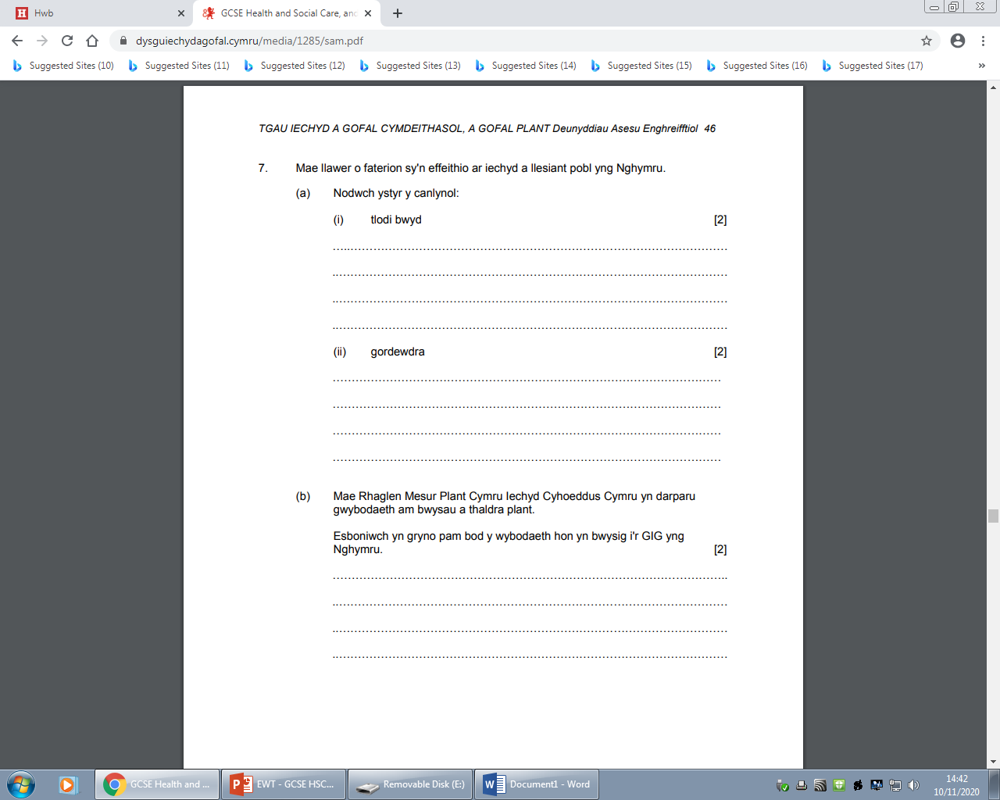 Hwb
GCSE Health and Social Care, and
dysguiechydagofal.cymru/media/1285/sam.pdf
Suggested Sites (10) Suggested Sites (11) Suggested Sites (12) Suggested Sites (13) Suggested Sites (14) Suggested Sites (15) Suggested Sites (16) Suggested Sites (17) »
TGAU IECHYD A GOFAL CYMDEITHASOL, A GOFAL PLANT Deunyddiau Asesu Enghreifftiol 46
7. Mae llawer o faterion sy'n effeithio ar iechyd a llesiant pobl yng Nghymru.
(a) Nodwch ystyr y canlynol:
(i) tlodi bwyd [2]
(ii) gordewdra [2]
(b) Mae Rhaglen Mesur Plant Cymru Iechyd Cyhoeddus Cymru yn darparu
gwybodaeth am bwysau a thaldra plant.
Esboniwch yn gryno pam bod y wybodaeth hon yn bwysig i'r GIG yng
Nghymru. [2]
GCSE Health and ... EWT - GCSE HSC... Removable Disk (E:) Document1 - Word 14:42
10/11/2020